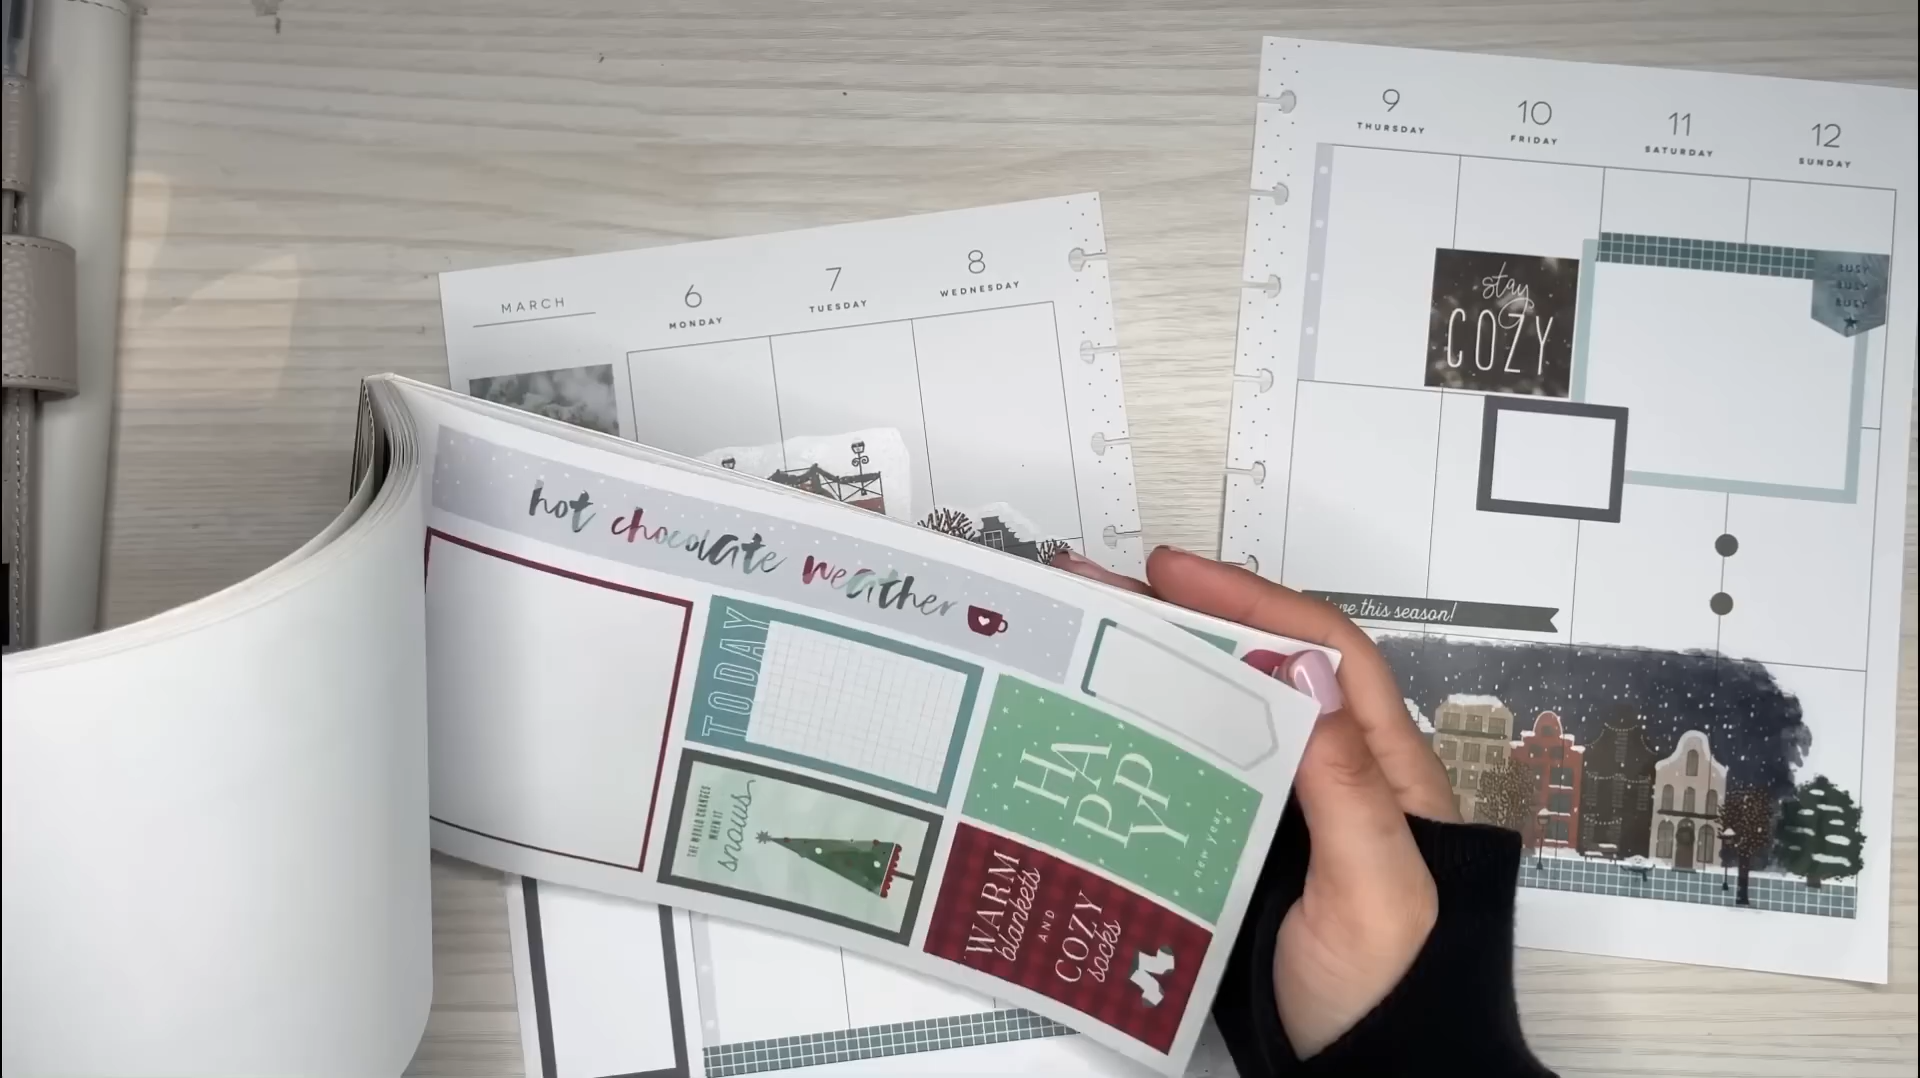 MARCH
6
MONDAY
7
TUESDAY
8
WEDNESDAY
9
THURSDAY
10
FRIDAY
11
SATURDAY
12
SUNDAY
stay
COZY
BUSY
BUSY
BUSY
this season!
hot chocolate weather
TODAY
THE WORLD CHANGES
WHEN IT
snows
HAPPY
new year
WARM
blankets
AND
COZY
socks